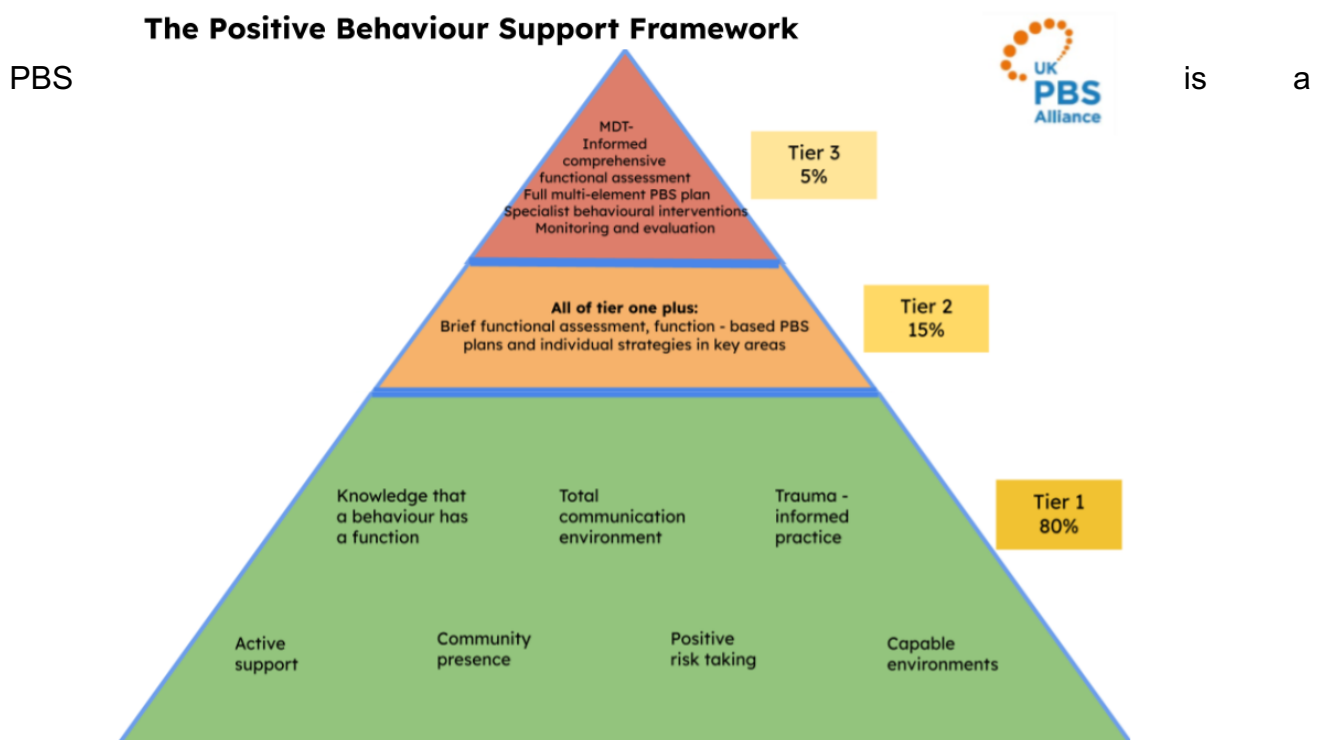 The Positive Behaviour Support Framework
PBS is a
UK
PBS
Alliance
MDT-
Informed
comprehensive
functional assessment
Full multi-element PBS plan
Specialist behavioural interventions
Monitoring and evaluation
Tier 3
5%
All of tier one plus:
Brief functional assessment, function - based PBS
plans and individual strategies in key areas
Tier 2
15%
Knowledge that
a behaviour has
a function
Total
communication
environment
Trauma -
informed
practice
Tier 1
80%
Active
support
Community
presence
Positive
risk taking
Capable
environments